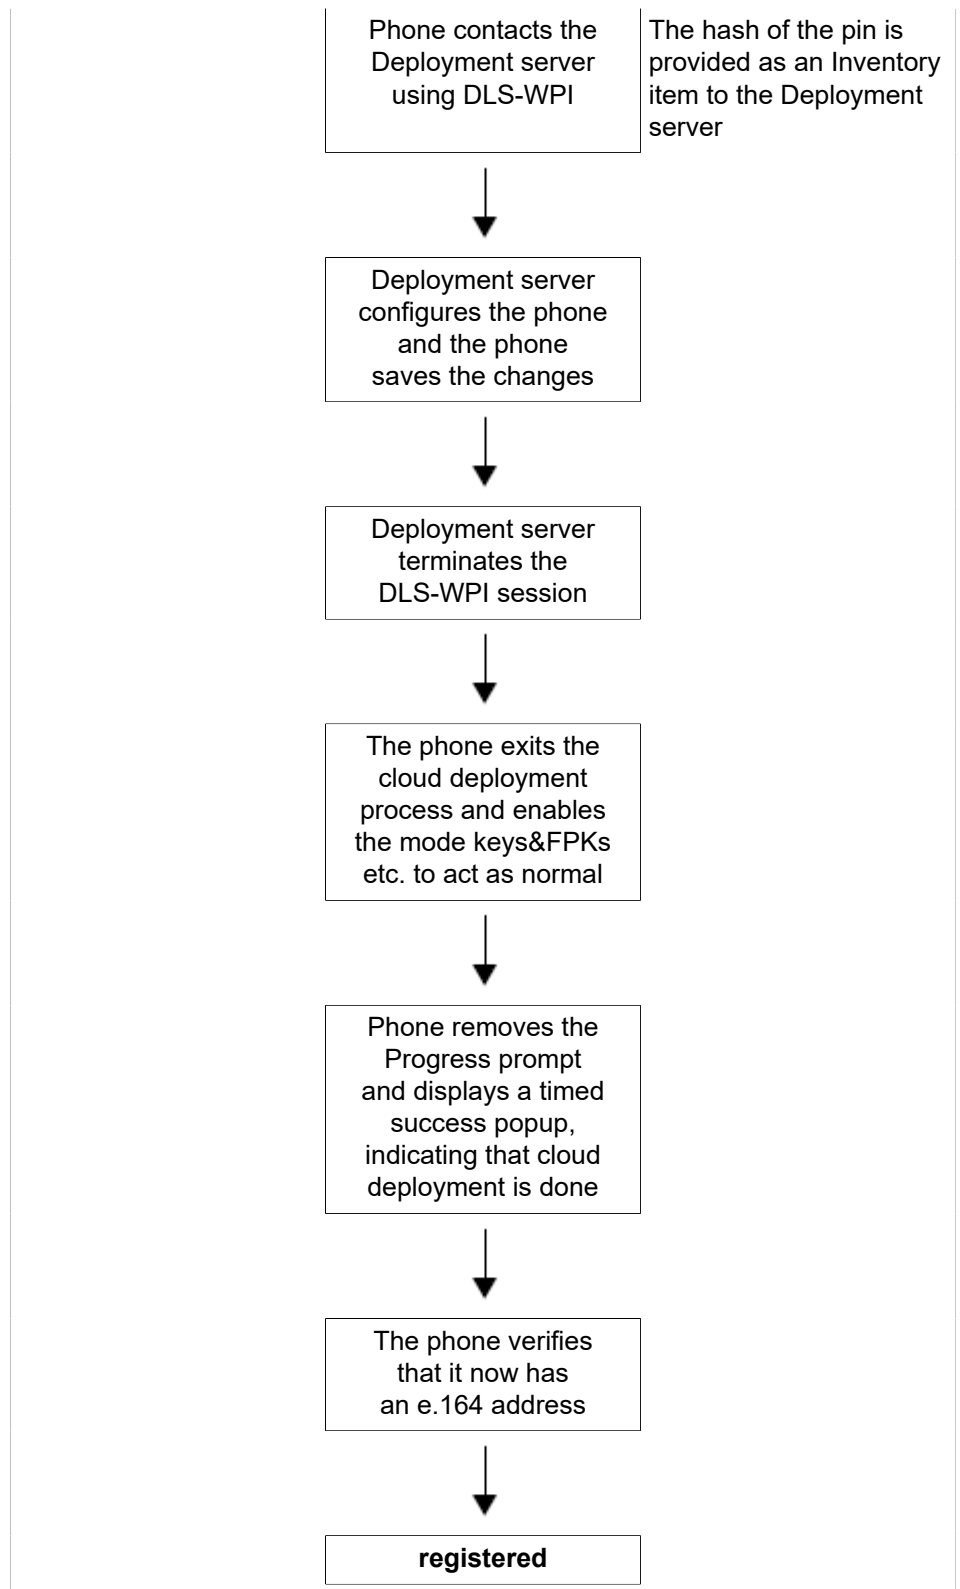 Phone contacts the
Deployment server
using DLS-WPI
The hash of the pin is
provided as an Inventory
item to the Deployment
server
Deployment server
configures the phone
and the phone
saves the changes
Deployment server
terminates the
DLS-WPI session
The phone exits the
cloud deployment
process and enables
the mode keys&FPKs
etc. to act as normal
Phone removes the
Progress prompt
and displays a timed
success popup,
indicating that cloud
deployment is done
The phone verifies
that it now has
an e.164 address
registered